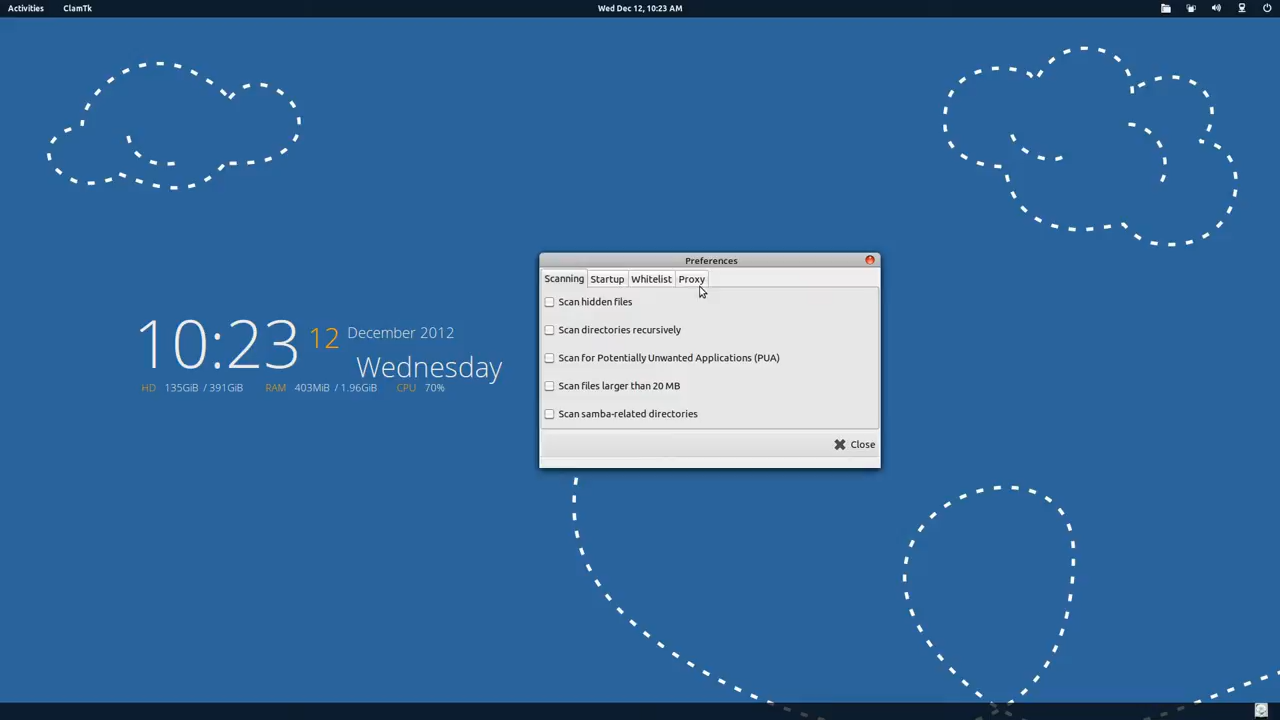 Activities ClamTk Wed Dec 12, 10:23 AM
Preferences
Scanning Startup Whitelist Proxy
Scan hidden files
Scan directories recursively
Scan for Potentially Unwanted Applications (PUA)
Scan files larger than 20 MB
Scan samba-related directories
Close
10:23 12 December 2012
Wednesday
HD 135GiB / 391GiB RAM 403MiB / 1.96GiB CPU 70%